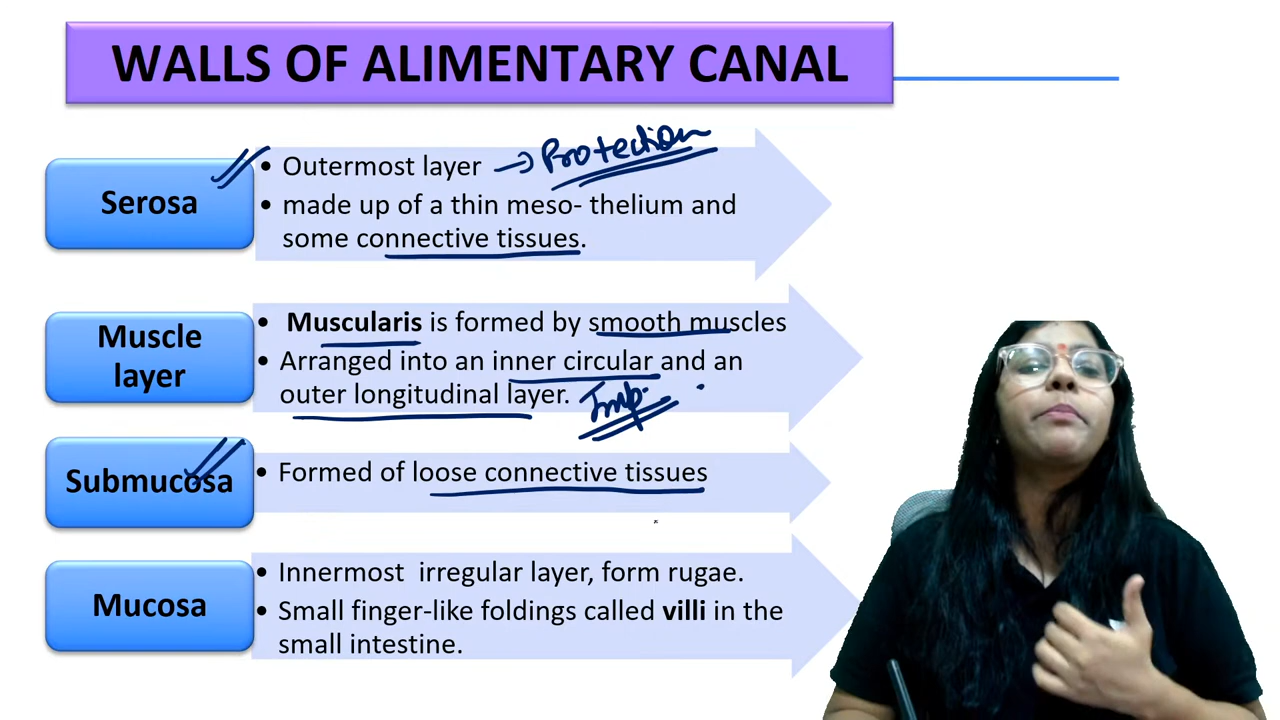 WALLS OF ALIMENTARY CANAL
Serosa
• Outermost layer → Protection
• made up of a thin meso- thelium and
some connective tissues.
Muscle
layer
• Muscularis is formed by smooth muscles
• Arranged into an inner circular and an
outer longitudinal layer. Imp.
Submucosa
• Formed of loose connective tissues
Mucosa
• Innermost irregular layer, form rugae.
• Small finger-like foldings called villi in the
small intestine.